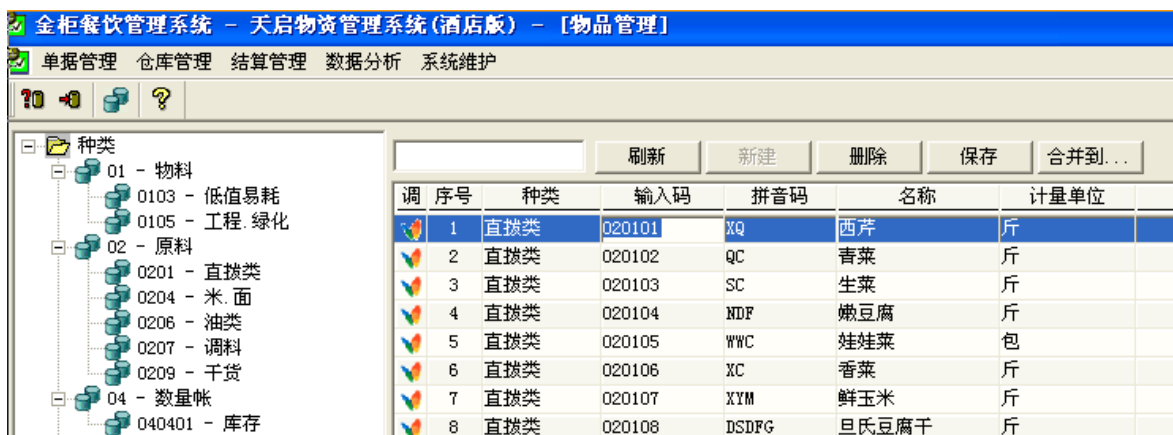 金柜餐饮管理系统 - 天启物资管理系统(酒店版) - [物品管理]
单据管理 仓库管理 结算管理 数据分析 系统维护
种类
01 - 物料
0103 - 低值易耗
0105 - 工程.绿化
02 - 原料
0201 - 直拨类
0204 - 米.面
0206 - 油类
0207 - 调料
0209 - 干货
04 - 数量帐
040401 - 库存
刷新 新建 删除 保存 合并到...
调 序号 种类 输入码 拼音码 名称 计量单位
1 直拨类 020101 XQ 西芹 斤
2 直拨类 020102 QC 青菜 斤
3 直拨类 020103 SC 生菜 斤
4 直拨类 020104 NDF 嫩豆腐 斤
5 直拨类 020105 WWC 娃娃菜 包
6 直拨类 020106 XC 香菜 斤
7 直拨类 020107 XYM 鲜玉米 斤
8 直拨类 020108 DSDFG 旦氏豆腐干 斤